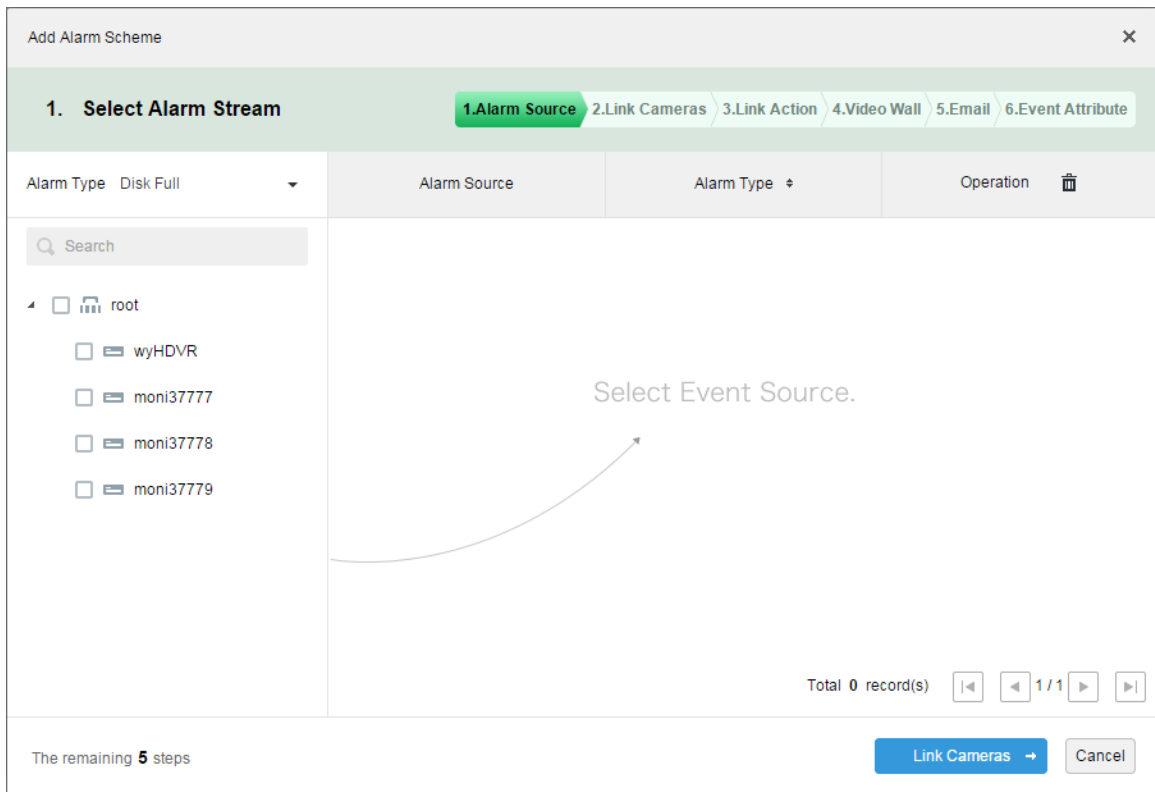 Add Alarm Scheme
1. Select Alarm Stream
1.Alarm Source 2.Link Cameras 3.Link Action 4.Video Wall 5.Email 6.Event Attribute
Alarm Type Disk Full
Alarm Source Alarm Type Operation
Search
root
wyHDVR
moni37777
moni37778
moni37779
Select Event Source.
Total 0 record(s) 1 / 1
The remaining 5 steps
Link Cameras
Cancel